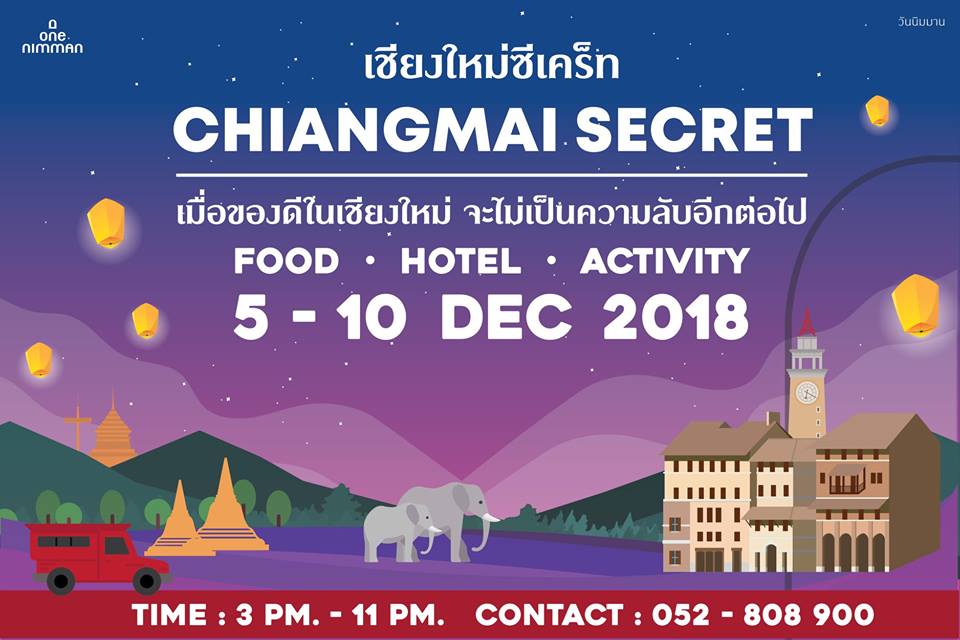 one
nimman
วันนิมมาน
เชียงใหม่ซีเคร็ท
CHIANGMAI SECRET
เมื่อของดีในเชียงใหม่ จะไม่เป็นความลับอีกต่อไป
FOOD • HOTEL • ACTIVITY
5 - 10 DEC 2018
TIME : 3 PM. - 11 PM. CONTACT : 052 - 808 900